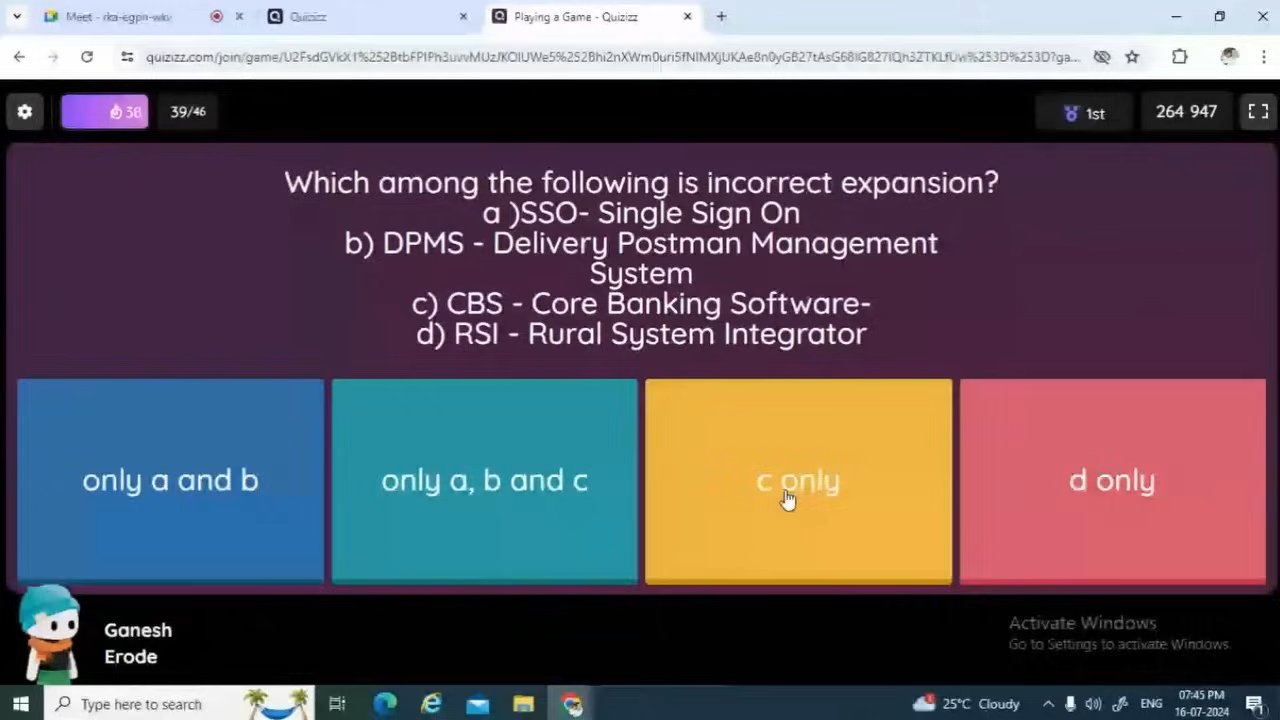 Meet - rka-egpn-wkv
Quizizz
Playing a Game - Quizizz
38
39/46
1st
264 947
Which among the following is incorrect expansion?
a )SSO- Single Sign On
b) DPMS - Delivery Postman Management
System
c) CBS - Core Banking Software-
d) RSI - Rural System Integrator
only a and b
only a, b and c
c only
d only
Ganesh
Erode
Activate Windows
Go to Settings to activate Windows.
Type here to search
25°C Cloudy
ENG
07:45 PM
16-07-2024